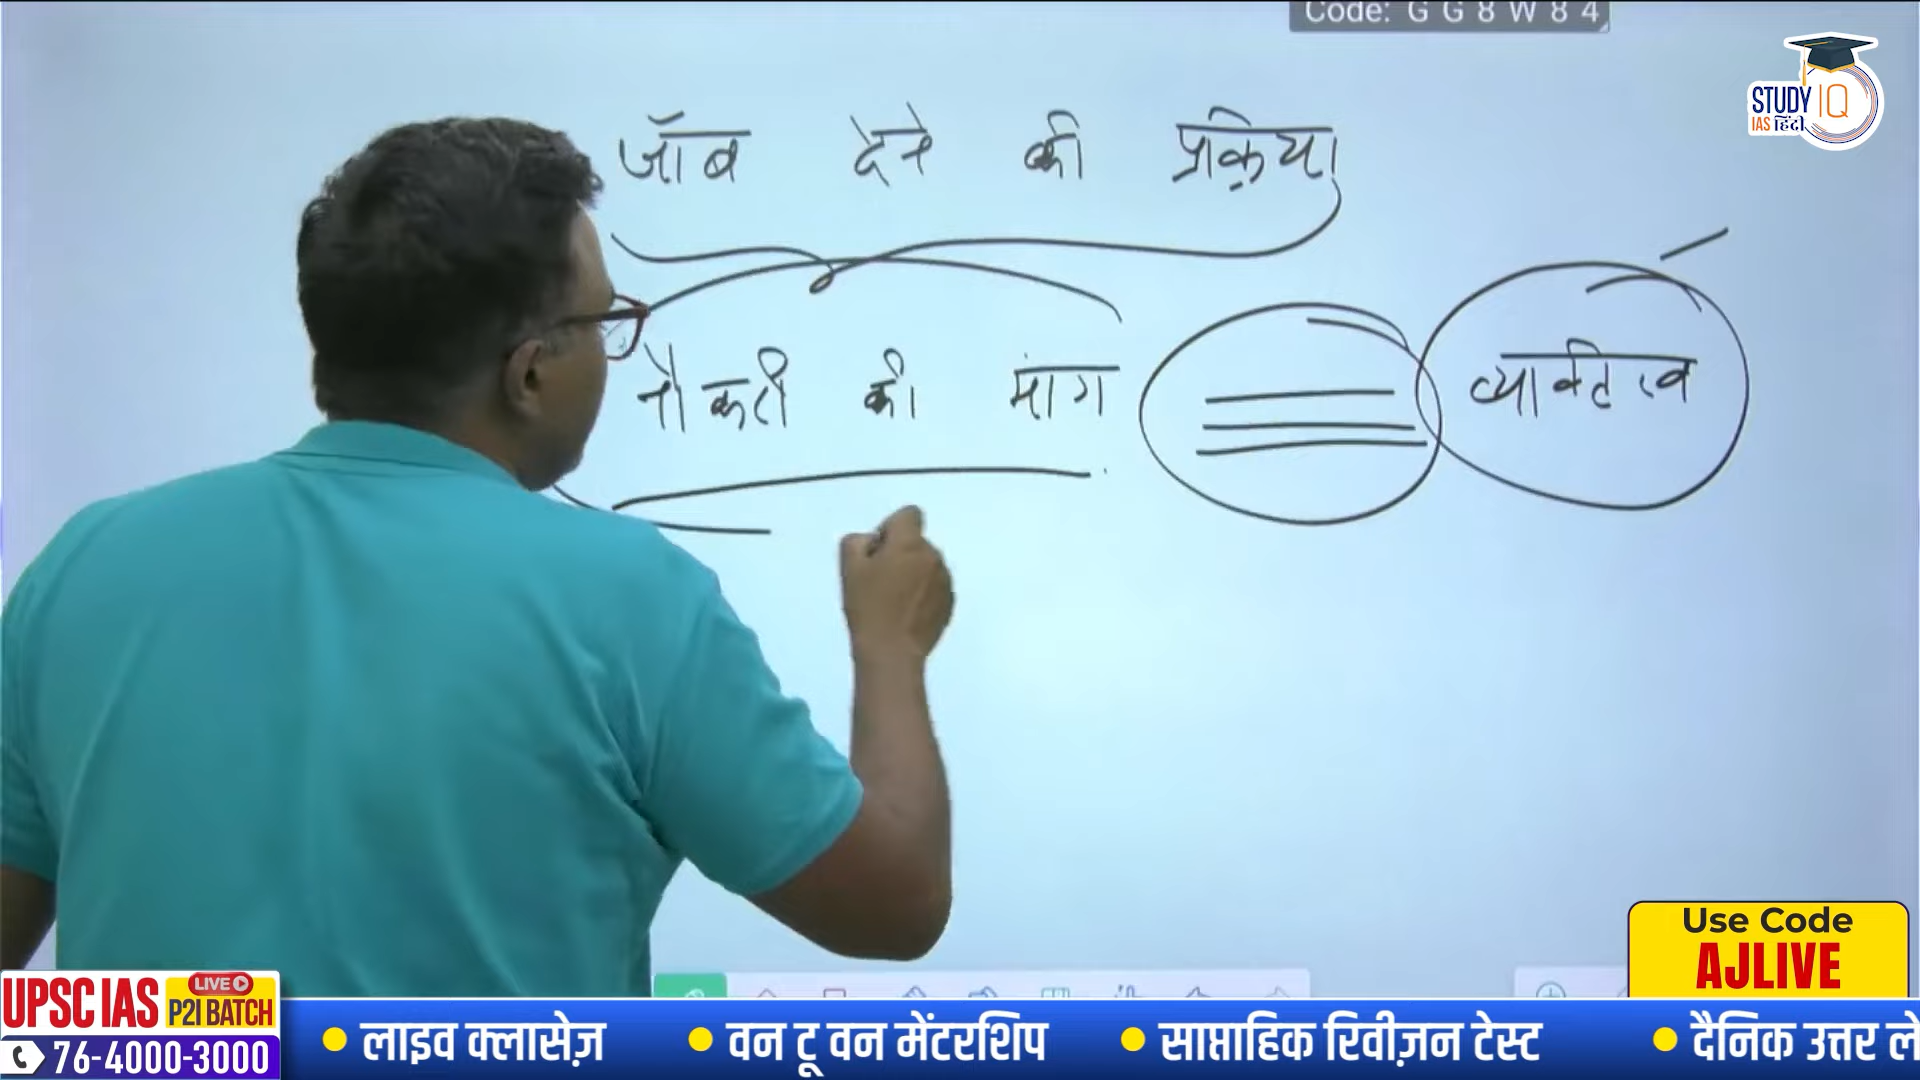 Code: G G 8 W 8 4
STUDY IQ
IAS हिंदी
जॉब देने की प्रक्रिया
नौकरी की मांग
व्यक्तित्व
Use Code
AJLIVE
UPSC IAS LIVE P2I BATCH
76-4000-3000
लाइव क्लासेज़ वन टू वन मेंटरशिप साप्ताहिक रिवीज़न टेस्ट दैनिक उत्तर ले